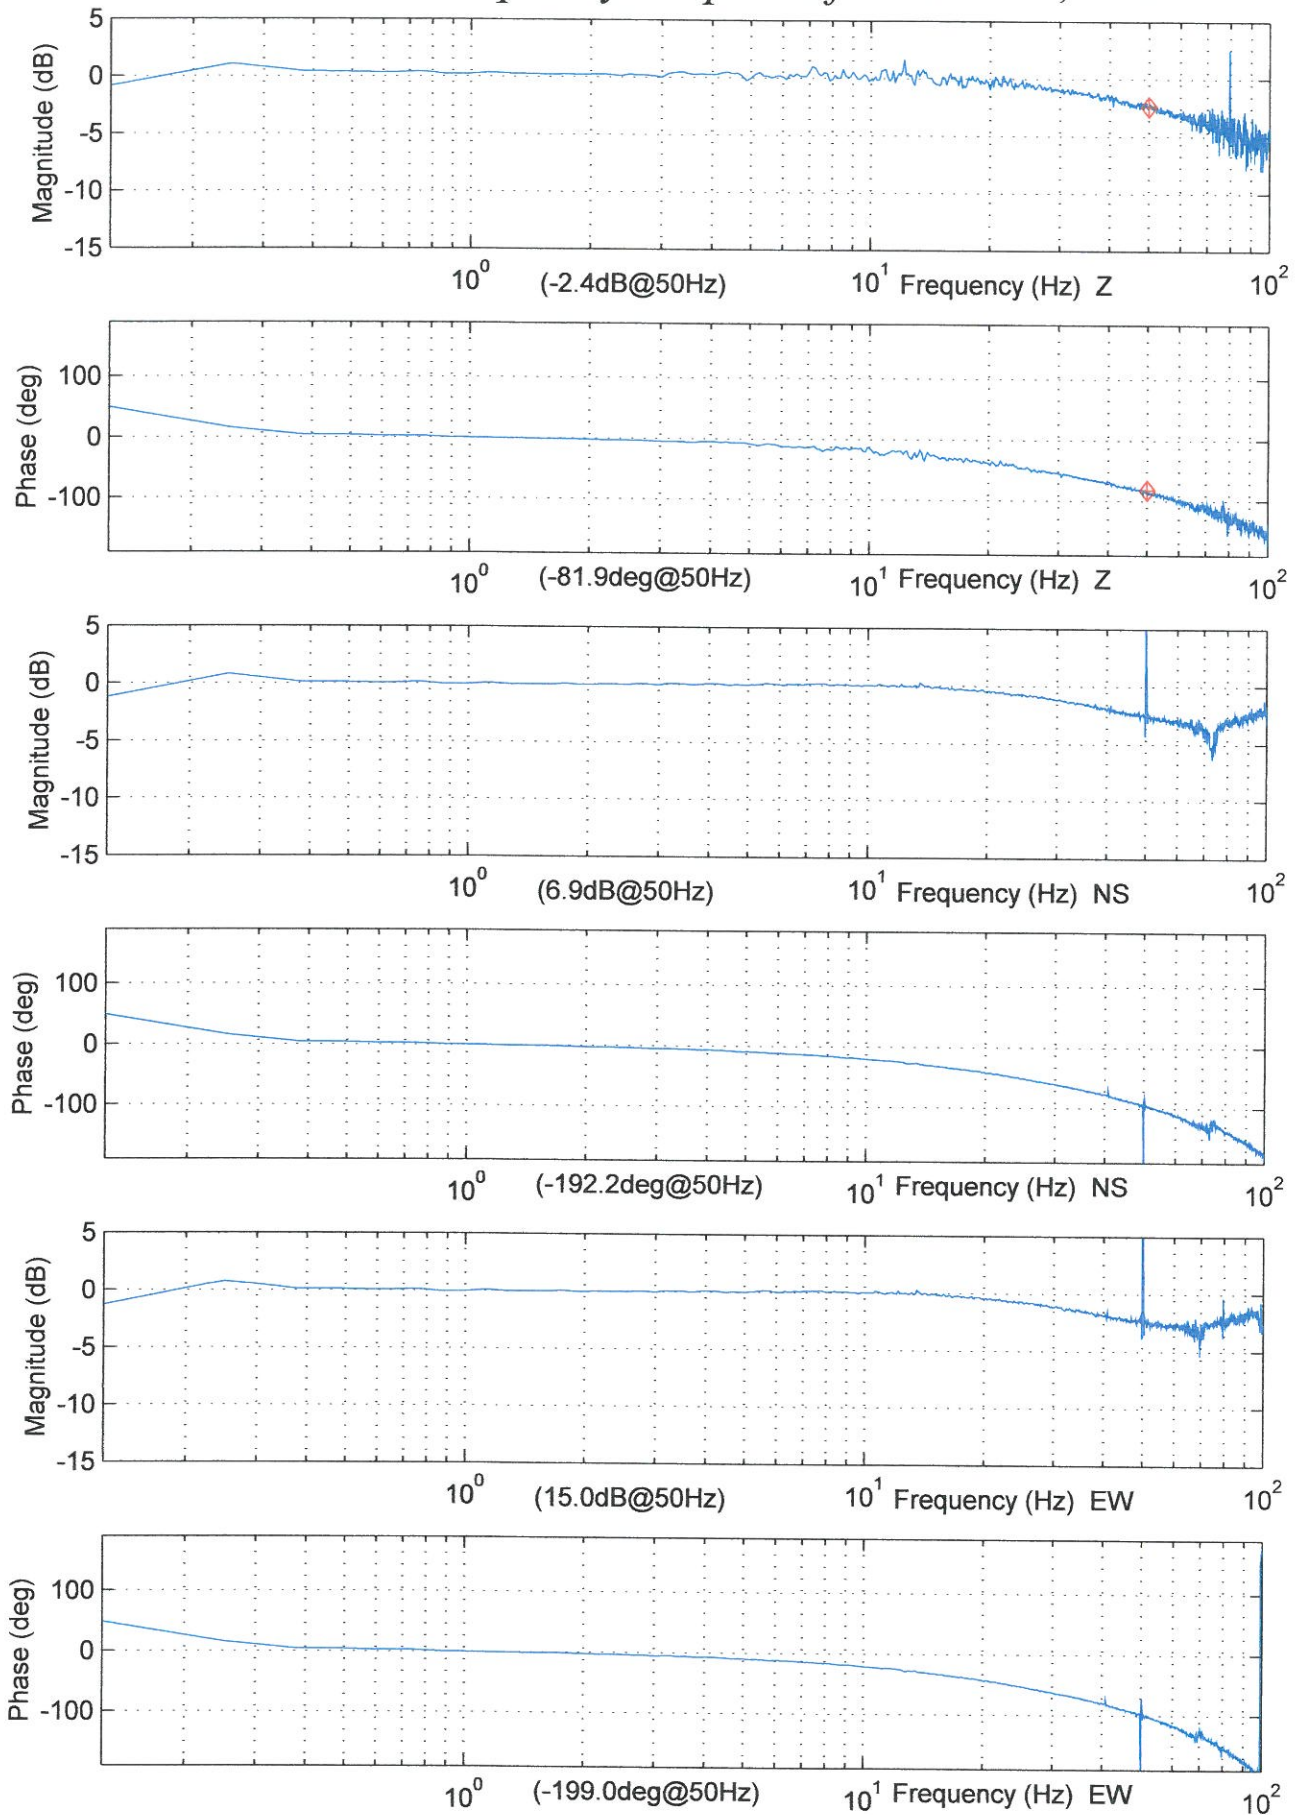 5
0
-5
-10
-15
Magnitude (dB)
10^0 (-2.4dB@50Hz) 10^1 Frequency (Hz) Z 10^2
100
0
-100
Phase (deg)
10^0 (-81.9deg@50Hz) 10^1 Frequency (Hz) Z 10^2
5
0
-5
-10
-15
Magnitude (dB)
10^0 (6.9dB@50Hz) 10^1 Frequency (Hz) NS 10^2
100
0
-100
Phase (deg)
10^0 (-192.2deg@50Hz) 10^1 Frequency (Hz) NS 10^2
5
0
-5
-10
-15
Magnitude (dB)
10^0 (15.0dB@50Hz) 10^1 Frequency (Hz) EW 10^2
100
0
-100
Phase (deg)
10^0 (-199.0deg@50Hz) 10^1 Frequency (Hz) EW 10^2